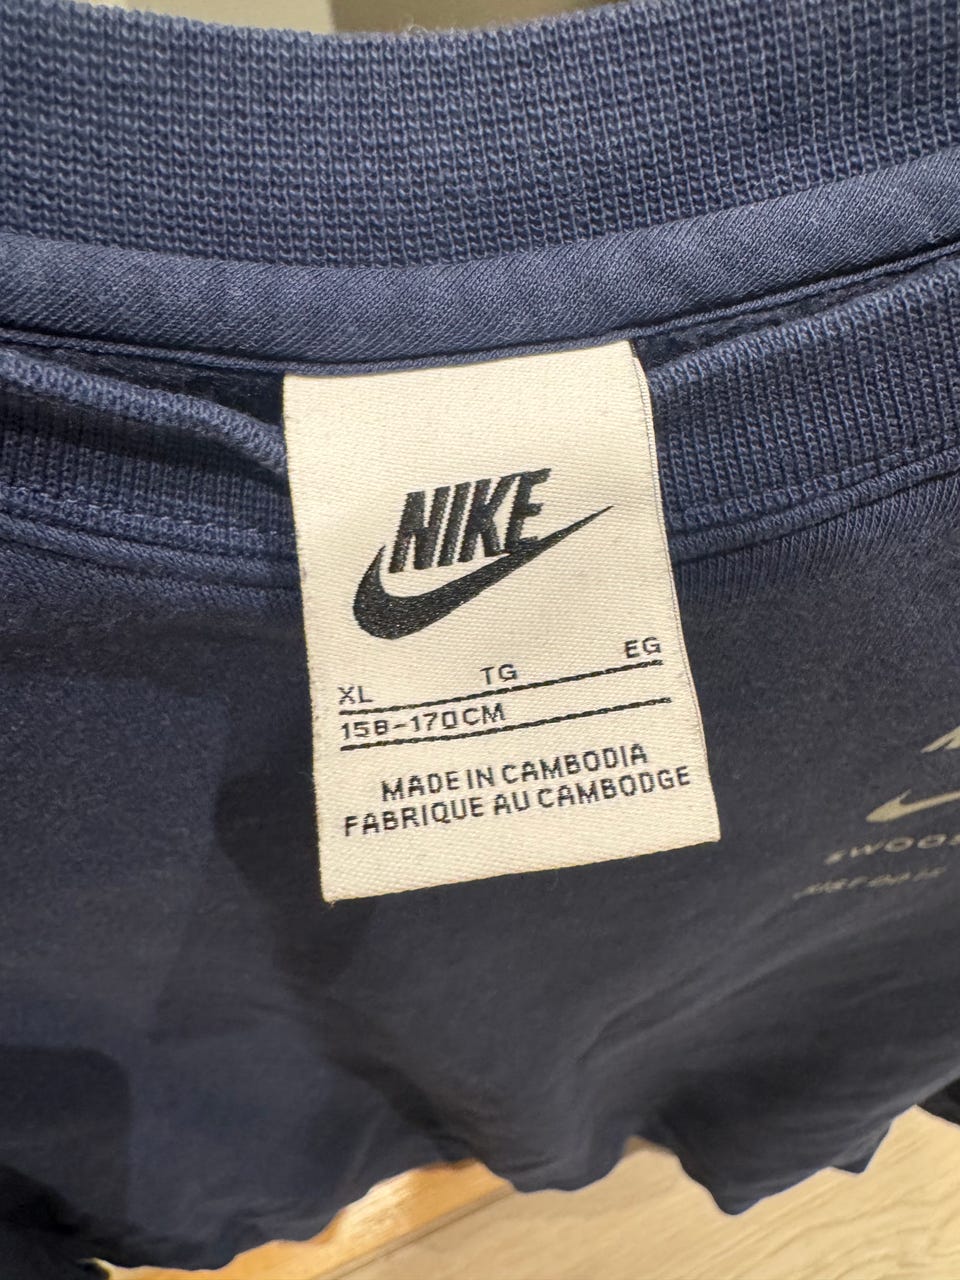 NIKE
XL TG EG
158-170CM
MADE IN CAMBODIA
FABRIQUE AU CAMBODGE